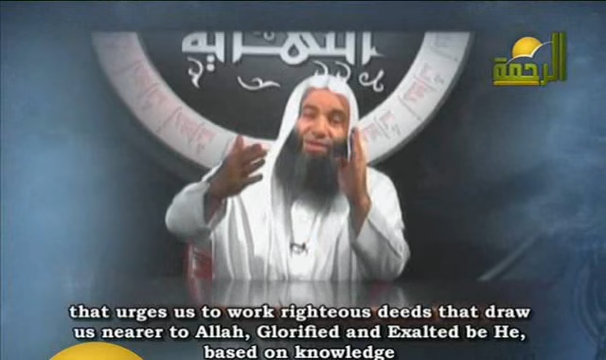 النهاية
الرحمة
that urges us to work righteous deeds that draw
us nearer to Allah, Glorified and Exalted be He,
based on knowledge